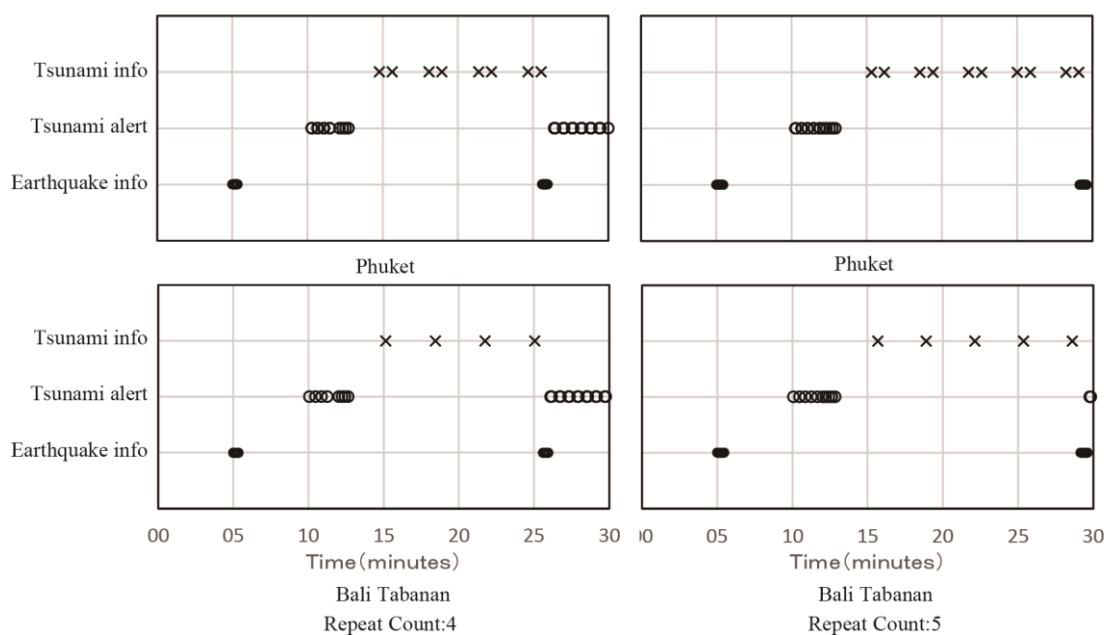 Tsunami info
Tsunami alert
Earthquake info
Phuket Phuket
Tsunami info
Tsunami alert
Earthquake info
00 05 10 15 20 25 30 00 05 10 15 20 25 30
Time(minutes) Time(minutes)
Bali Tabanan Bali Tabanan
Repeat Count:4 Repeat Count:5